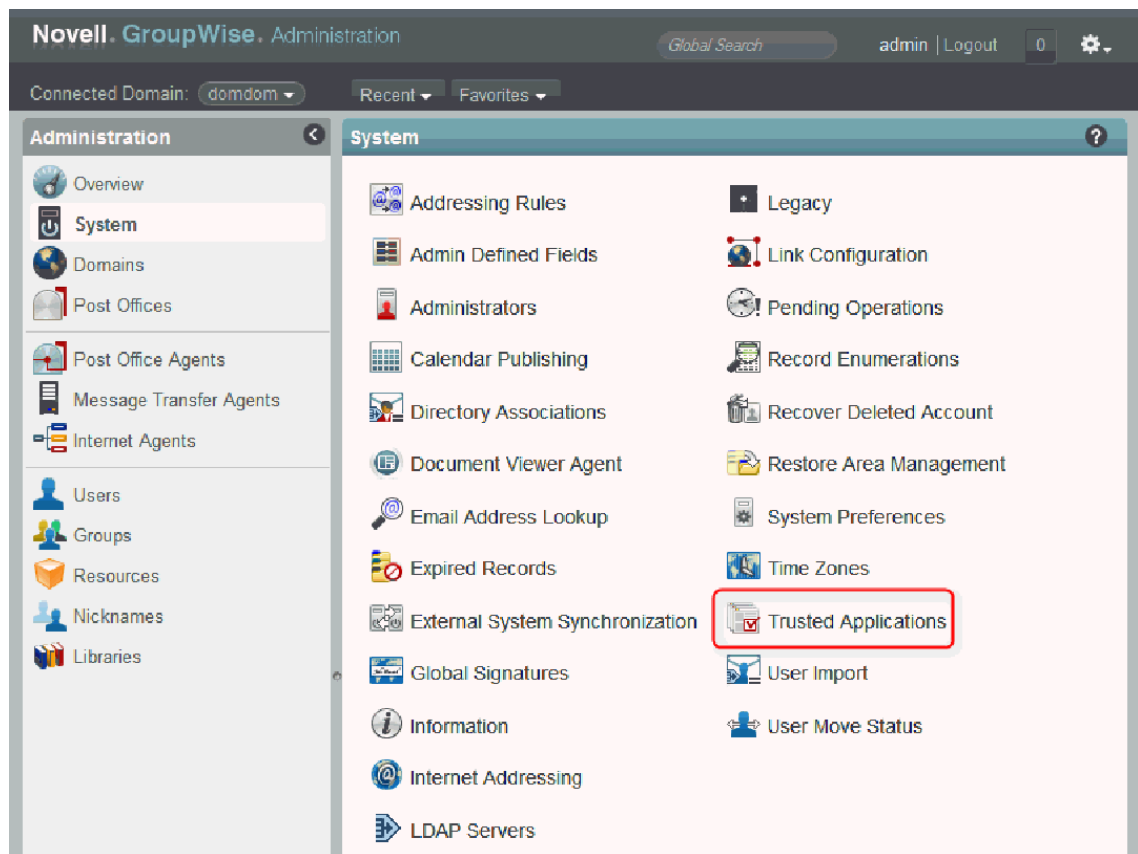 Novell. GroupWise. Administration
Global Search
admin | Logout
0
Connected Domain: domdom
Recent
Favorites
Administration
Overview
System
Domains
Post Offices
Post Office Agents
Message Transfer Agents
Internet Agents
Users
Groups
Resources
Nicknames
Libraries
System
?
Addressing Rules
Admin Defined Fields
Administrators
Calendar Publishing
Directory Associations
Document Viewer Agent
Email Address Lookup
Expired Records
External System Synchronization
Global Signatures
Information
Internet Addressing
LDAP Servers
Legacy
Link Configuration
Pending Operations
Record Enumerations
Recover Deleted Account
Restore Area Management
System Preferences
Time Zones
Trusted Applications
User Import
User Move Status